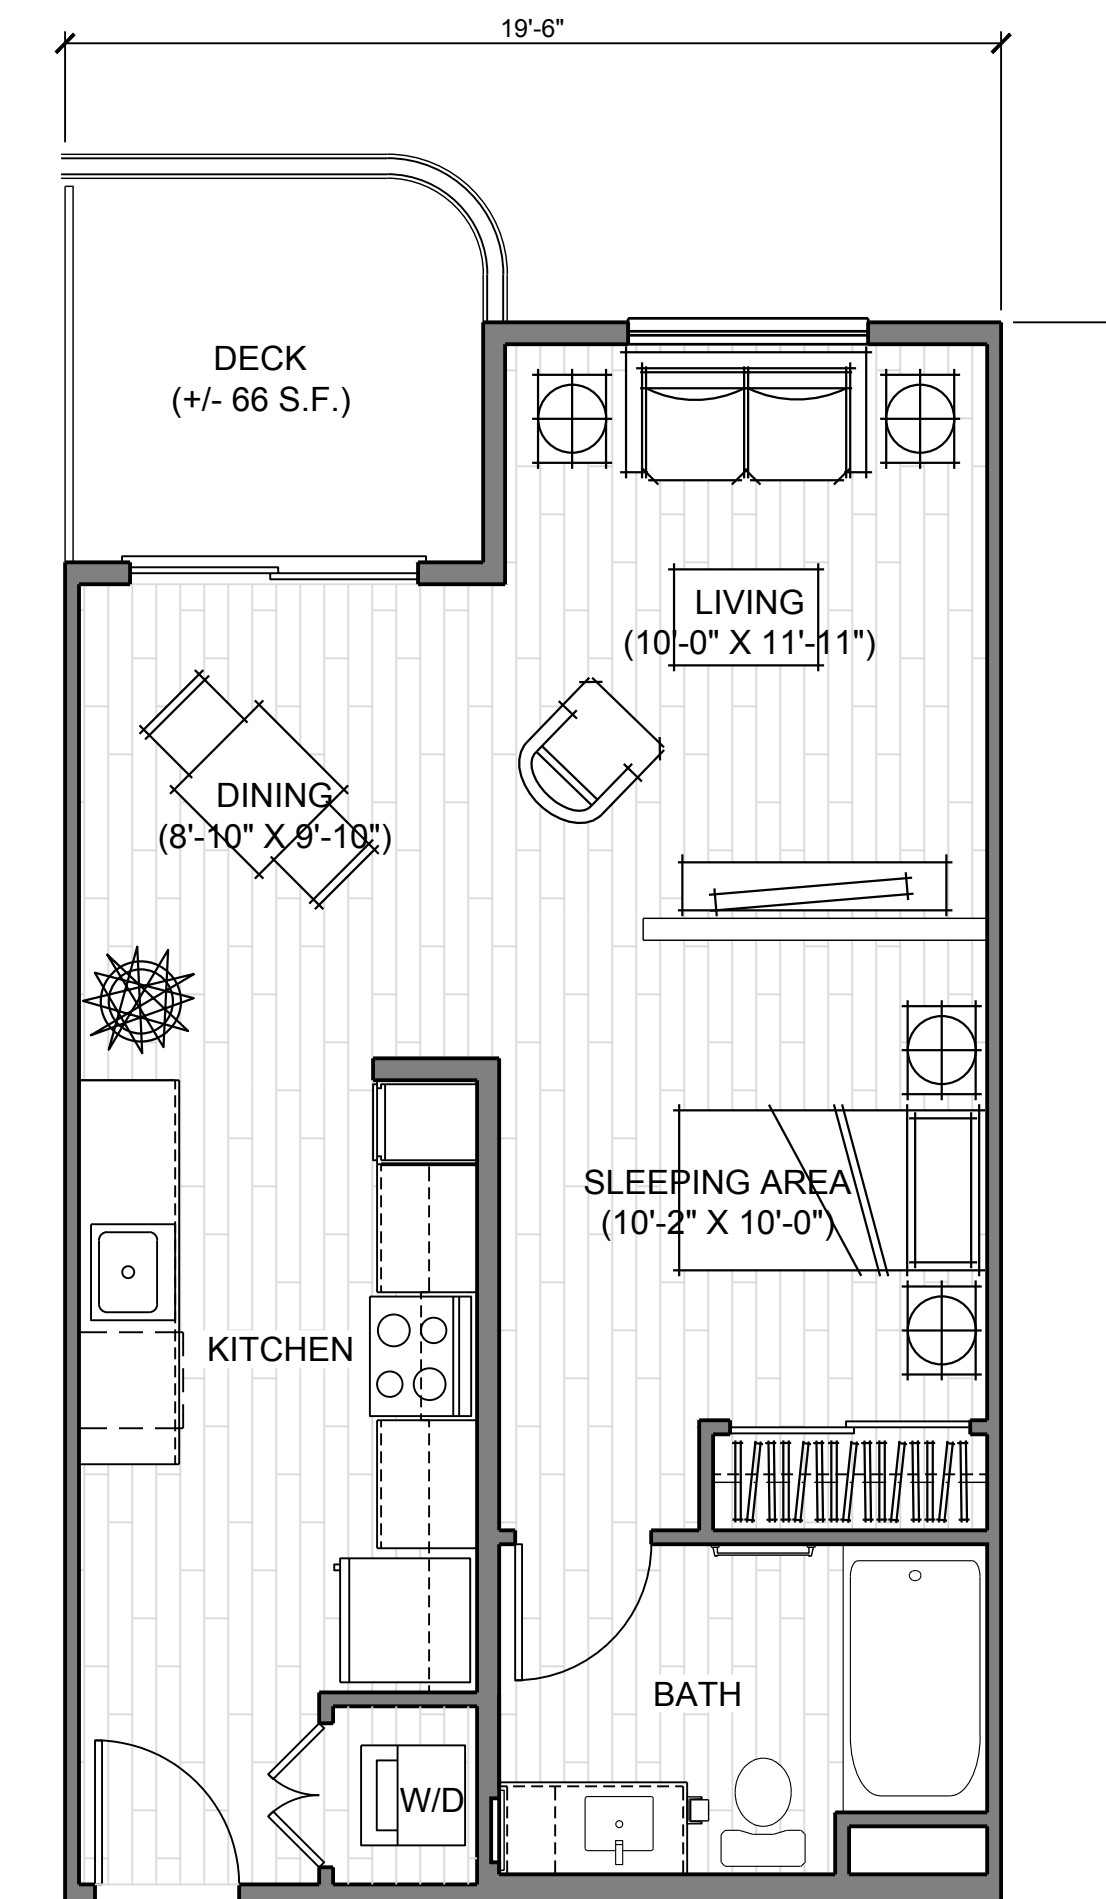 19'-6"
DECK
(+/- 66 S.F.)
LIVING
(10'-0" X 11'-11")
DINING
(8'-10" X 9'-10")
SLEEPING AREA
(10'-2" X 10'-0")
KITCHEN
BATH
W/D